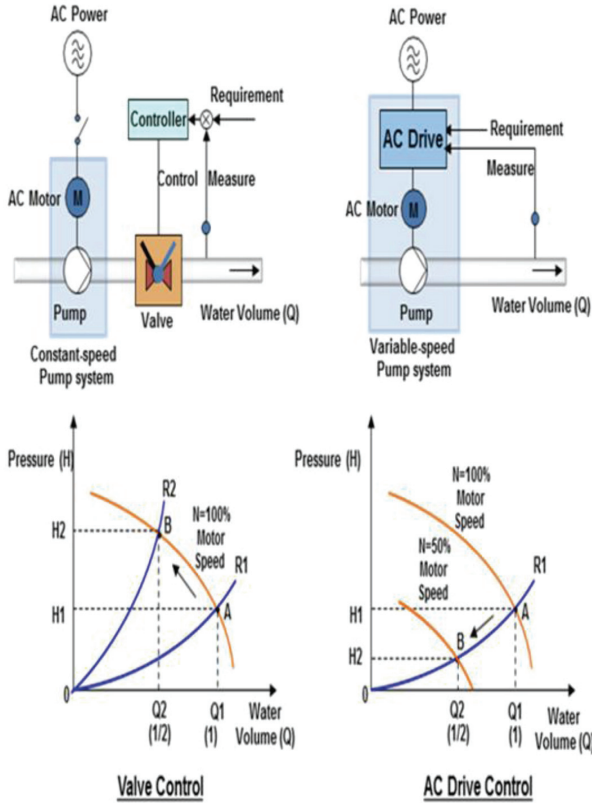 AC Power
Requirement
Controller
Control
Measure
AC Motor
M
Pump
Valve
Water Volume (Q)
Constant-speed
Pump system
AC Power
AC Drive
Requirement
Measure
AC Motor
M
Pump
Water Volume (Q)
Variable-speed
Pump system
Pressure (H)
R2
B
N=100%
Motor
Speed
R1
H2
H1
A
0
Q2
(1/2)
Q1
(1)
Water
Volume (Q)
Valve Control
Pressure (H)
N=100%
Motor
Speed
N=50%
Motor
Speed
R1
H1
A
B
H2
0
Q2
(1/2)
Q1
(1)
Water
Volume (Q)
AC Drive Control